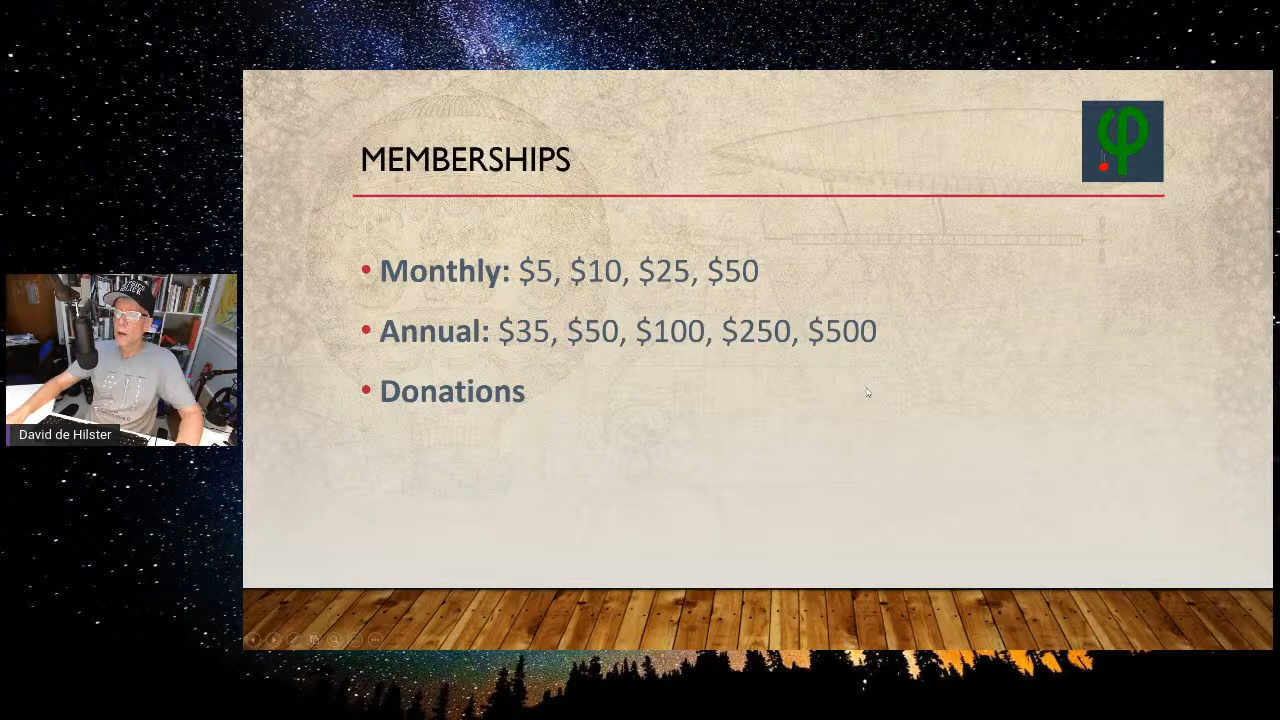 MEMBERSHIPS
Monthly: $5, $10, $25, $50
Annual: $35, $50, $100, $250, $500
Donations
David de Hilster